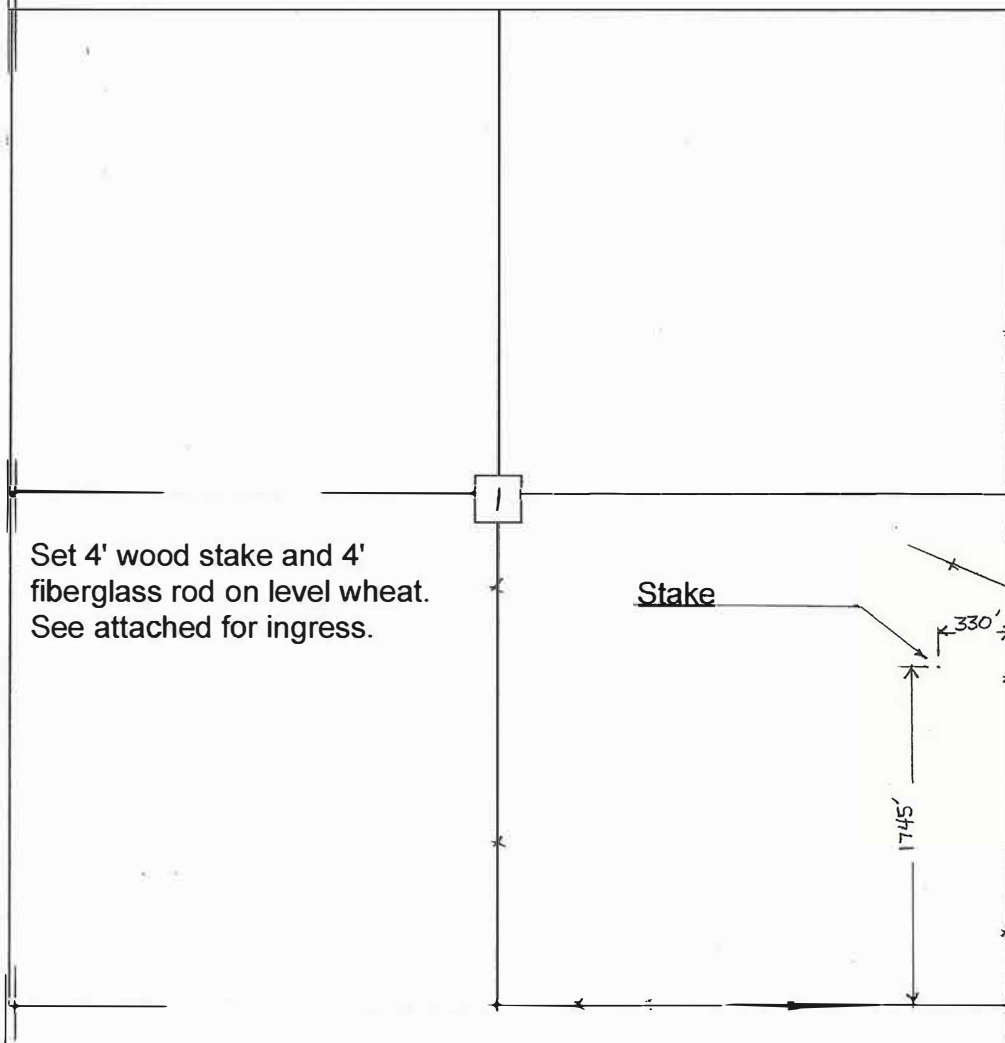 1
Set 4' wood stake and 4'
fiberglass rod on level wheat.
See attached for ingress.
Stake
330'
1745'